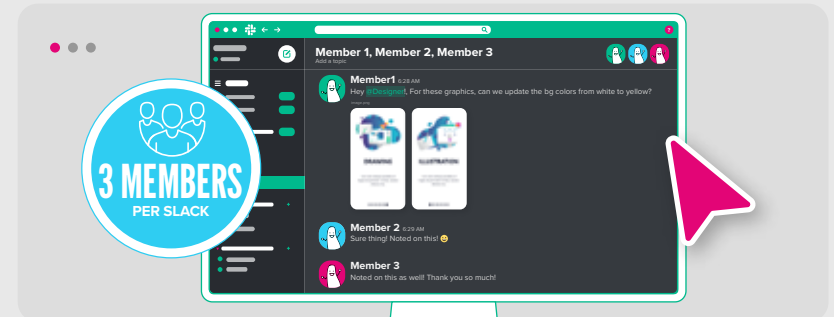 Member 1, Member 2, Member 3
Add a topic
Member1 8:28 AM
Hey @Designer!, For these graphics, can we update the bg colors from white to yellow?
DRAWING
ILLUSTRATION
Member 2 8:29 AM
Sure thing! Noted on this! 😀
Member 3
Noted on this as well! Thank you so much!
3 MEMBERS
PER SLACK